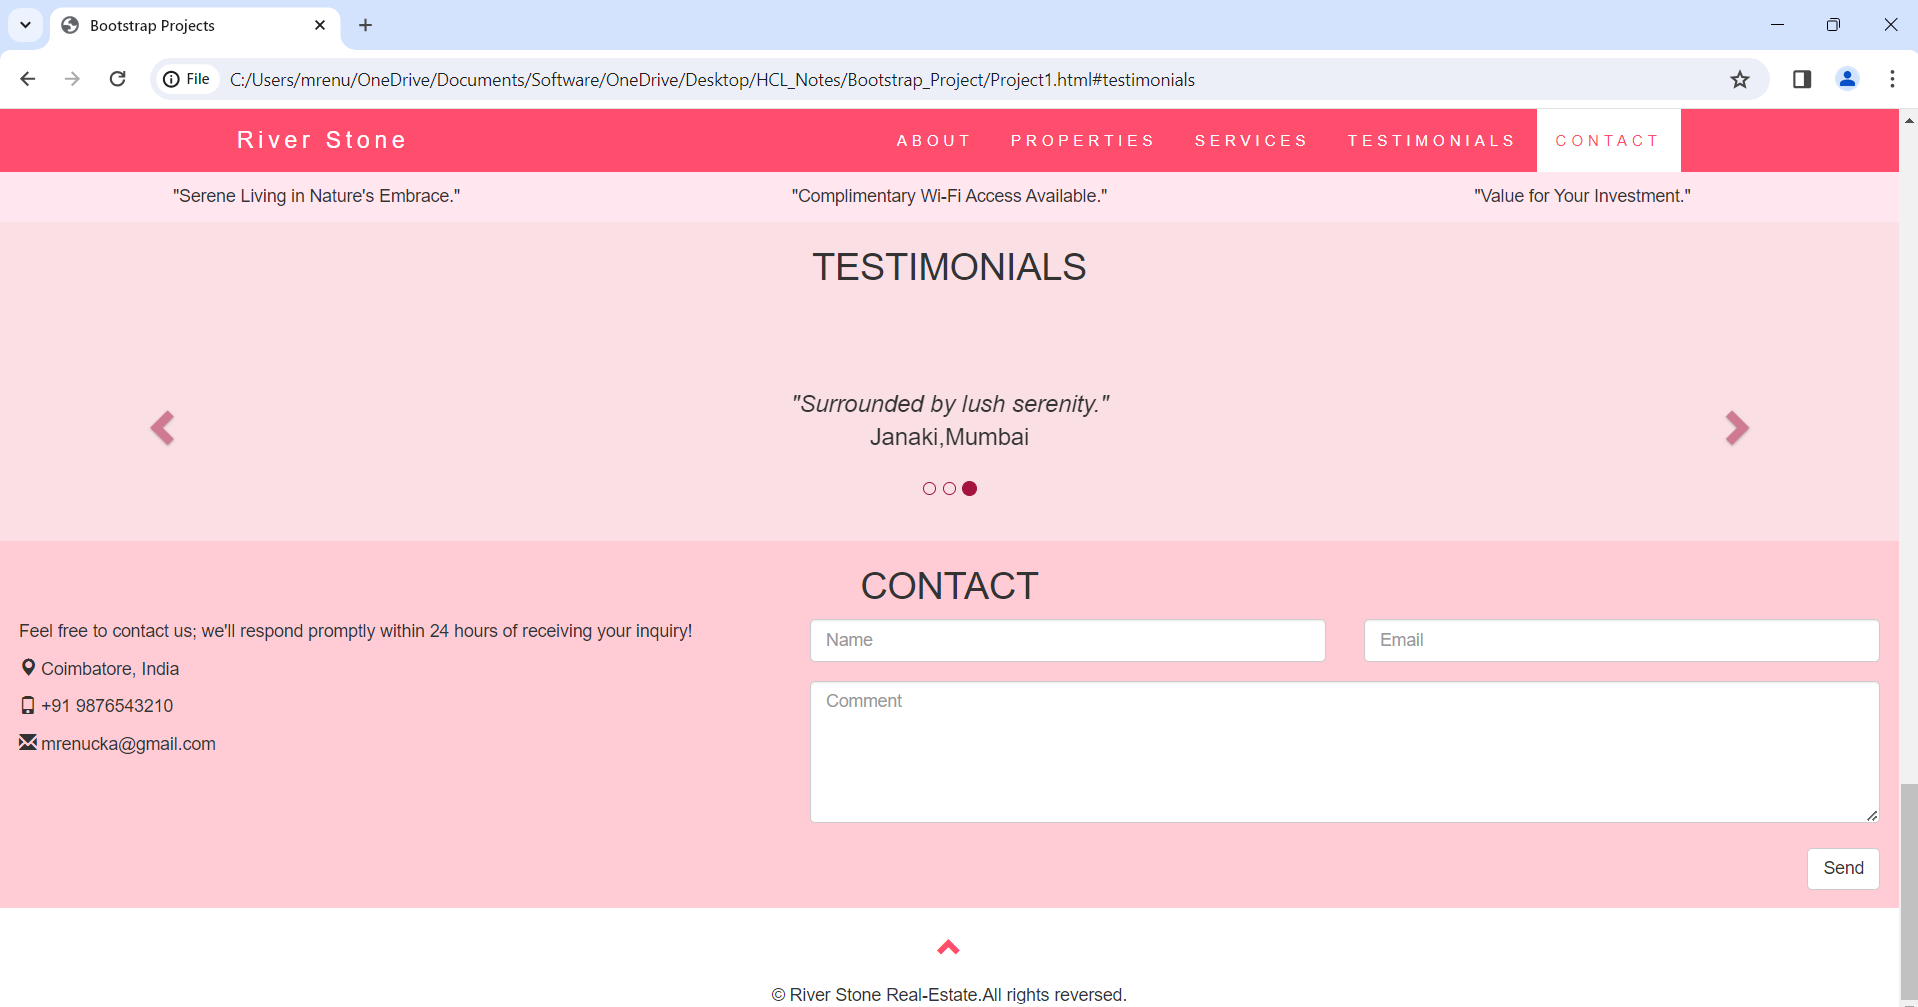 Bootstrap Projects
File C:/Users/mrenu/OneDrive/Documents/Software/OneDrive/Desktop/HCL_Notes/Bootstrap_Project/Project1.html#testimonials
River Stone ABOUT PROPERTIES SERVICES TESTIMONIALS CONTACT
"Serene Living in Nature's Embrace." "Complimentary Wi-Fi Access Available." "Value for Your Investment."
TESTIMONIALS
"Surrounded by lush serenity."
Janaki,Mumbai
CONTACT
Feel free to contact us; we'll respond promptly within 24 hours of receiving your inquiry!
Coimbatore, India
+91 9876543210
mrenucka@gmail.com
Name Email
Comment
Send
© River Stone Real-Estate.All rights reversed.